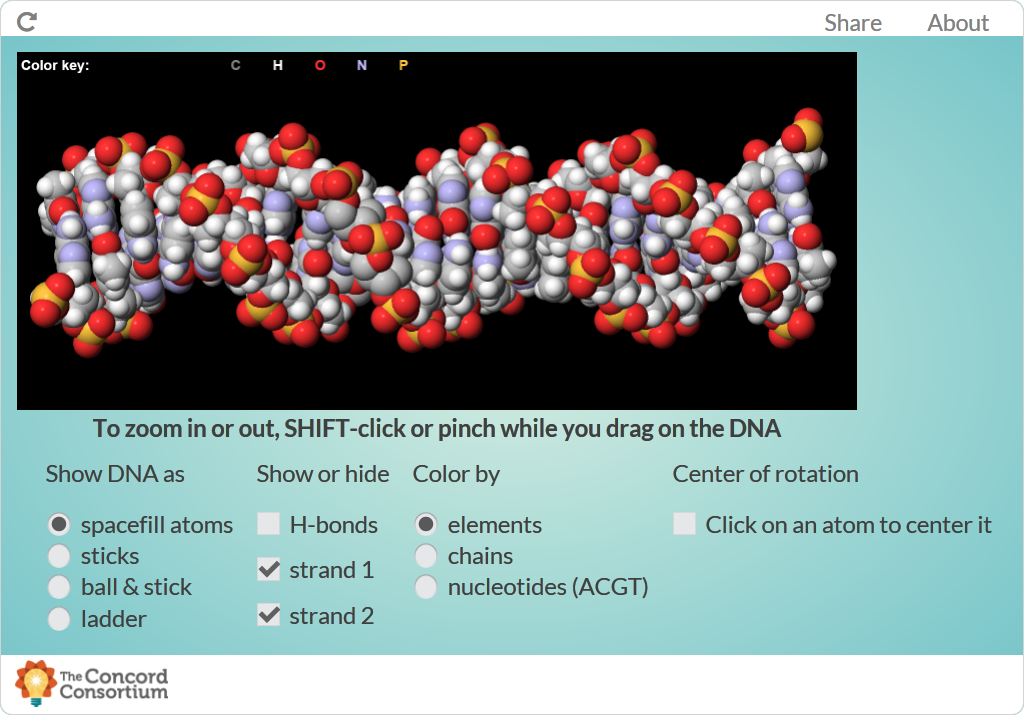 Share About
Color key: C H O N P
To zoom in or out, SHIFT-click or pinch while you drag on the DNA
Show DNA as Show or hide Color by Center of rotation
spacefill atoms H-bonds elements Click on an atom to center it
sticks chains
strand 1
ball & stick nucleotides (ACGT)
ladder strand 2
The Concord
Consortium